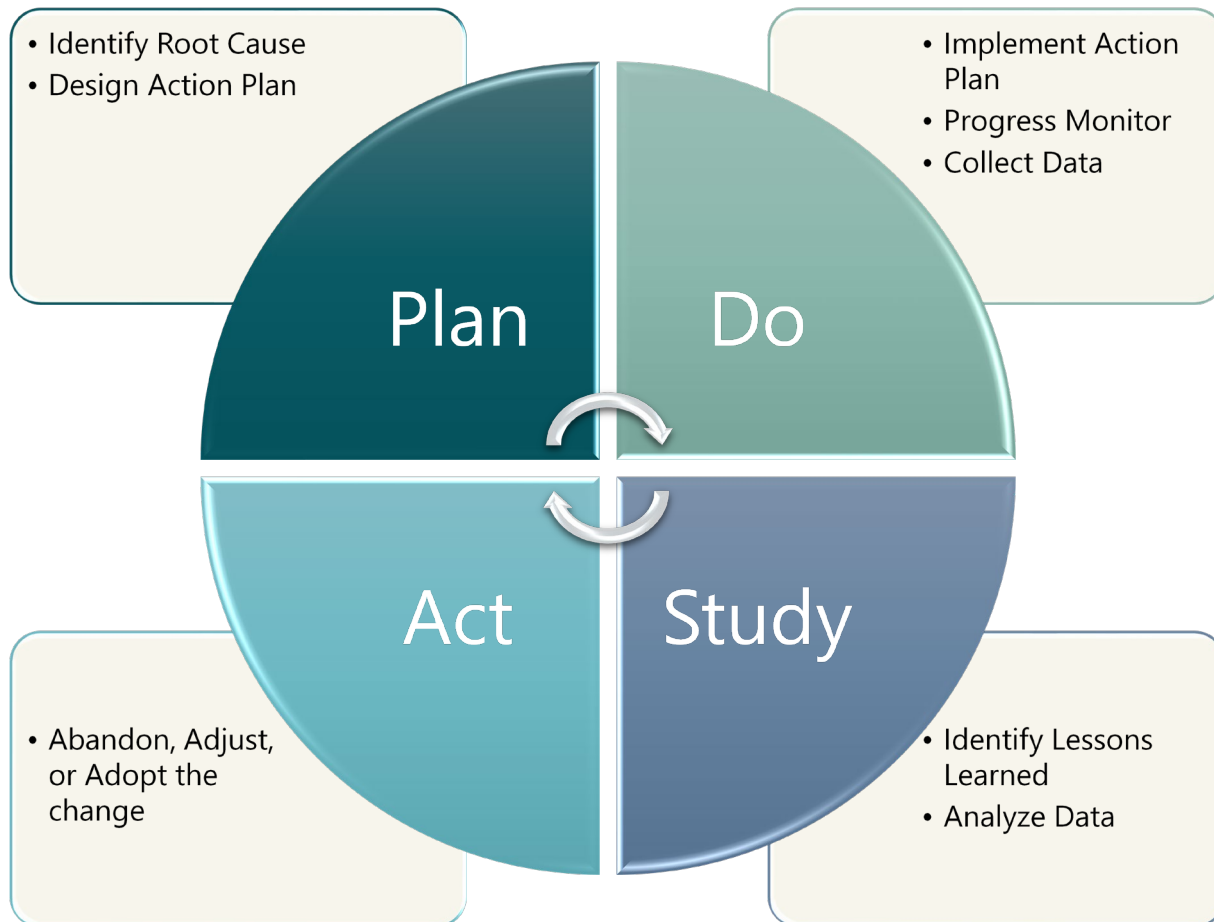 • Identify Root Cause
• Design Action Plan
• Implement Action
Plan
• Progress Monitor
• Collect Data
Plan
Do
Act
Study
• Abandon, Adjust,
or Adopt the
change
• Identify Lessons
Learned
• Analyze Data